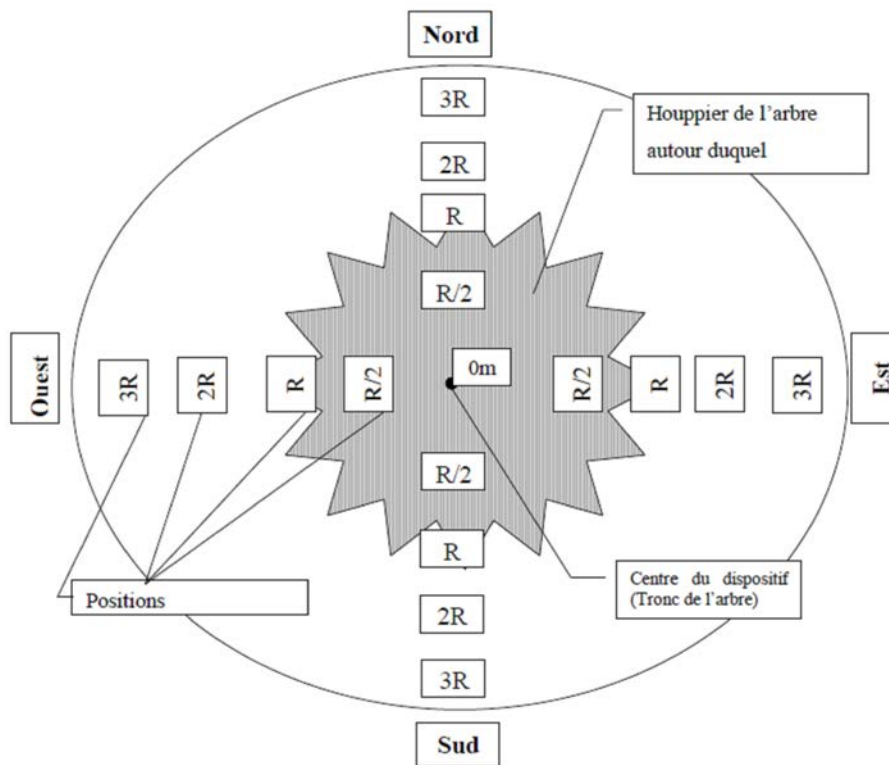 Nord
3R
Houppier de l'arbre
autour duquel
2R
R
R/2
Ouest
3R
2R
R
R/2
0m
R/2
R
2R
3R
Est
R/2
R
Positions
Centre du dispositif
(Tronc de l'arbre)
2R
3R
Sud